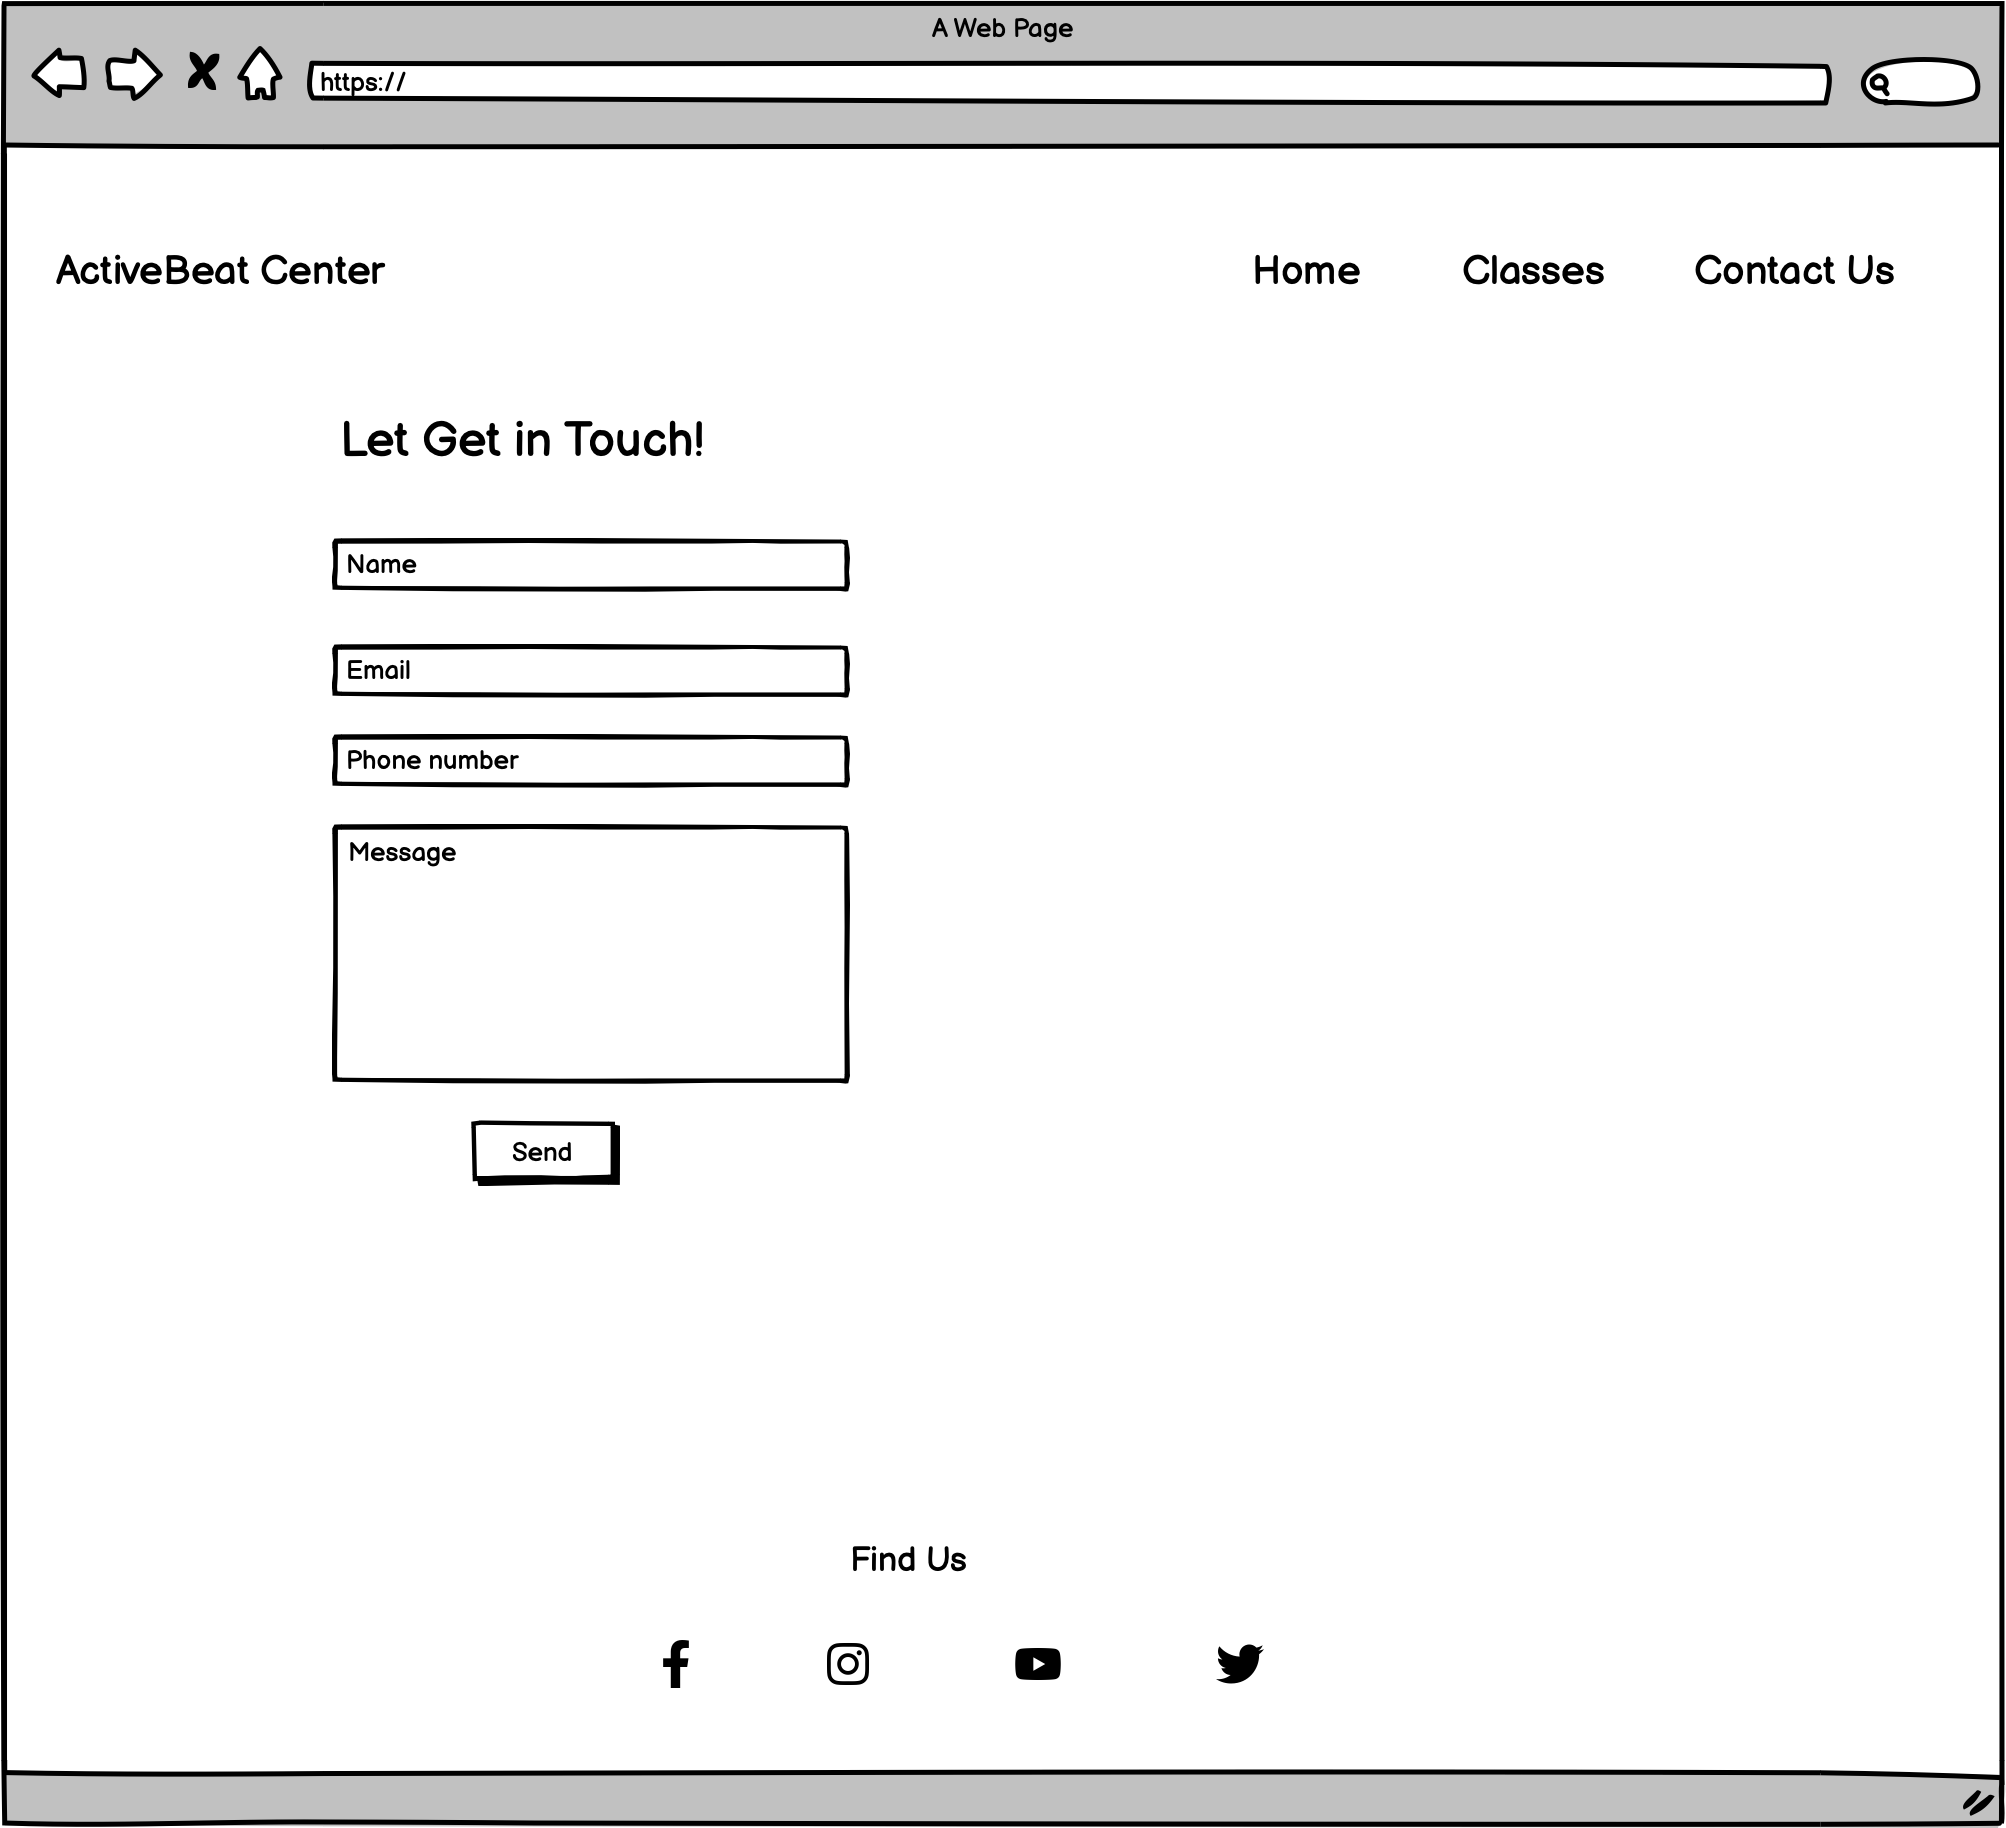 A Web Page
https://
ActiveBeat Center Home Classes Contact Us
Let Get in Touch!
Name
Email
Phone number
Message
Send
Find Us